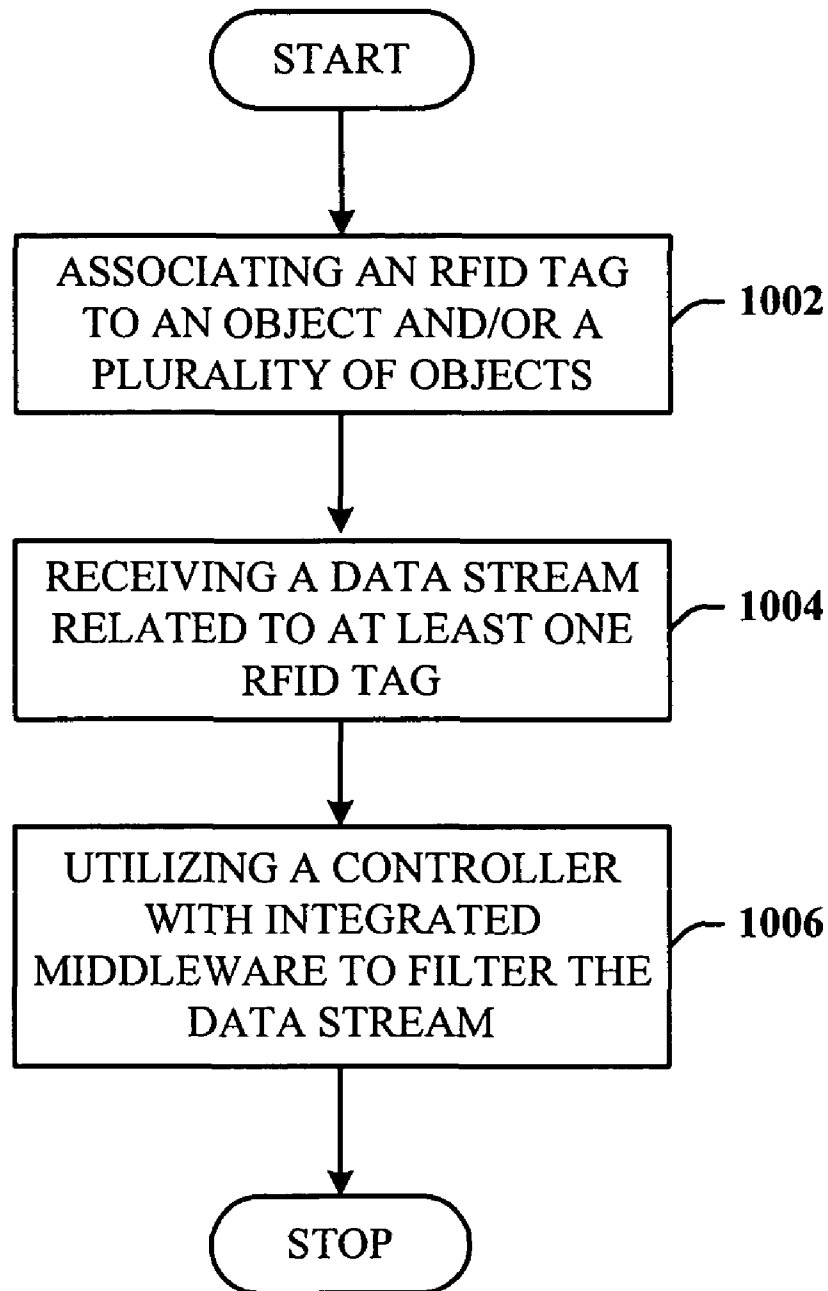 START
ASSOCIATING AN RFID TAG
TO AN OBJECT AND/OR A
PLURALITY OF OBJECTS
1002
RECEIVING A DATA STREAM
RELATED TO AT LEAST ONE
RFID TAG
1004
UTILIZING A CONTROLLER
WITH INTEGRATED
MIDDLEWARE TO FILTER THE
DATA STREAM
1006
STOP